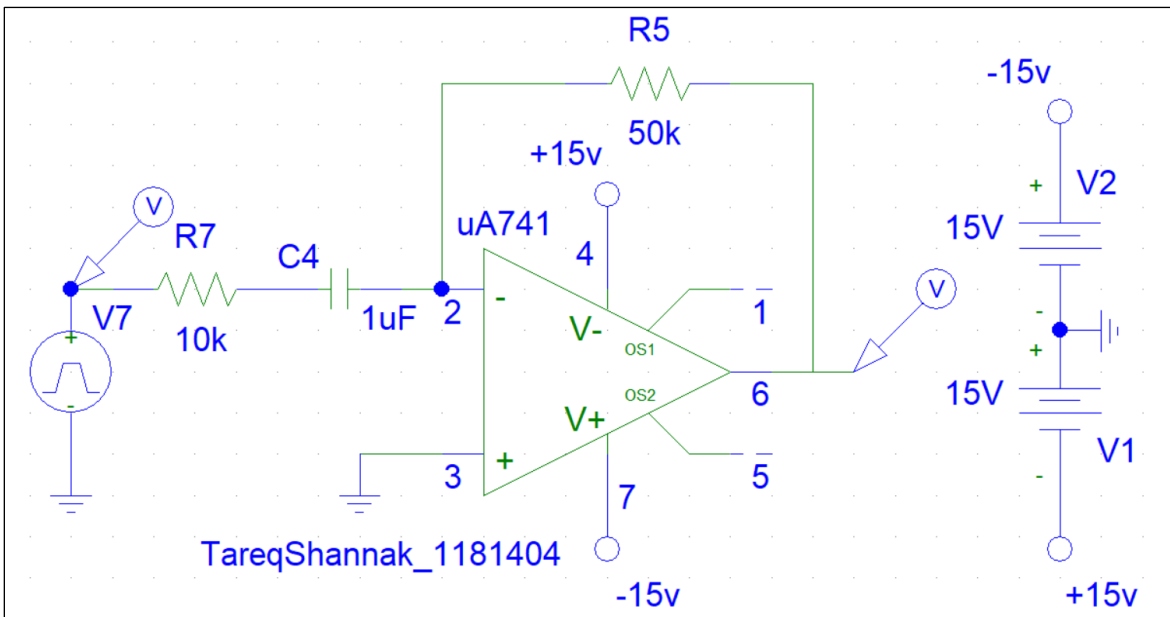 R5
50k
-15v
+15v
V
R7
C4
uA741
4
+
V2
15V
V7
10k
1uF
2
-
V-
OS1
1
V
-
+
+
-
OS2
6
15V
V+
5
V1
3
+
7
-
TareqShannak_1181404
-15v
+15v